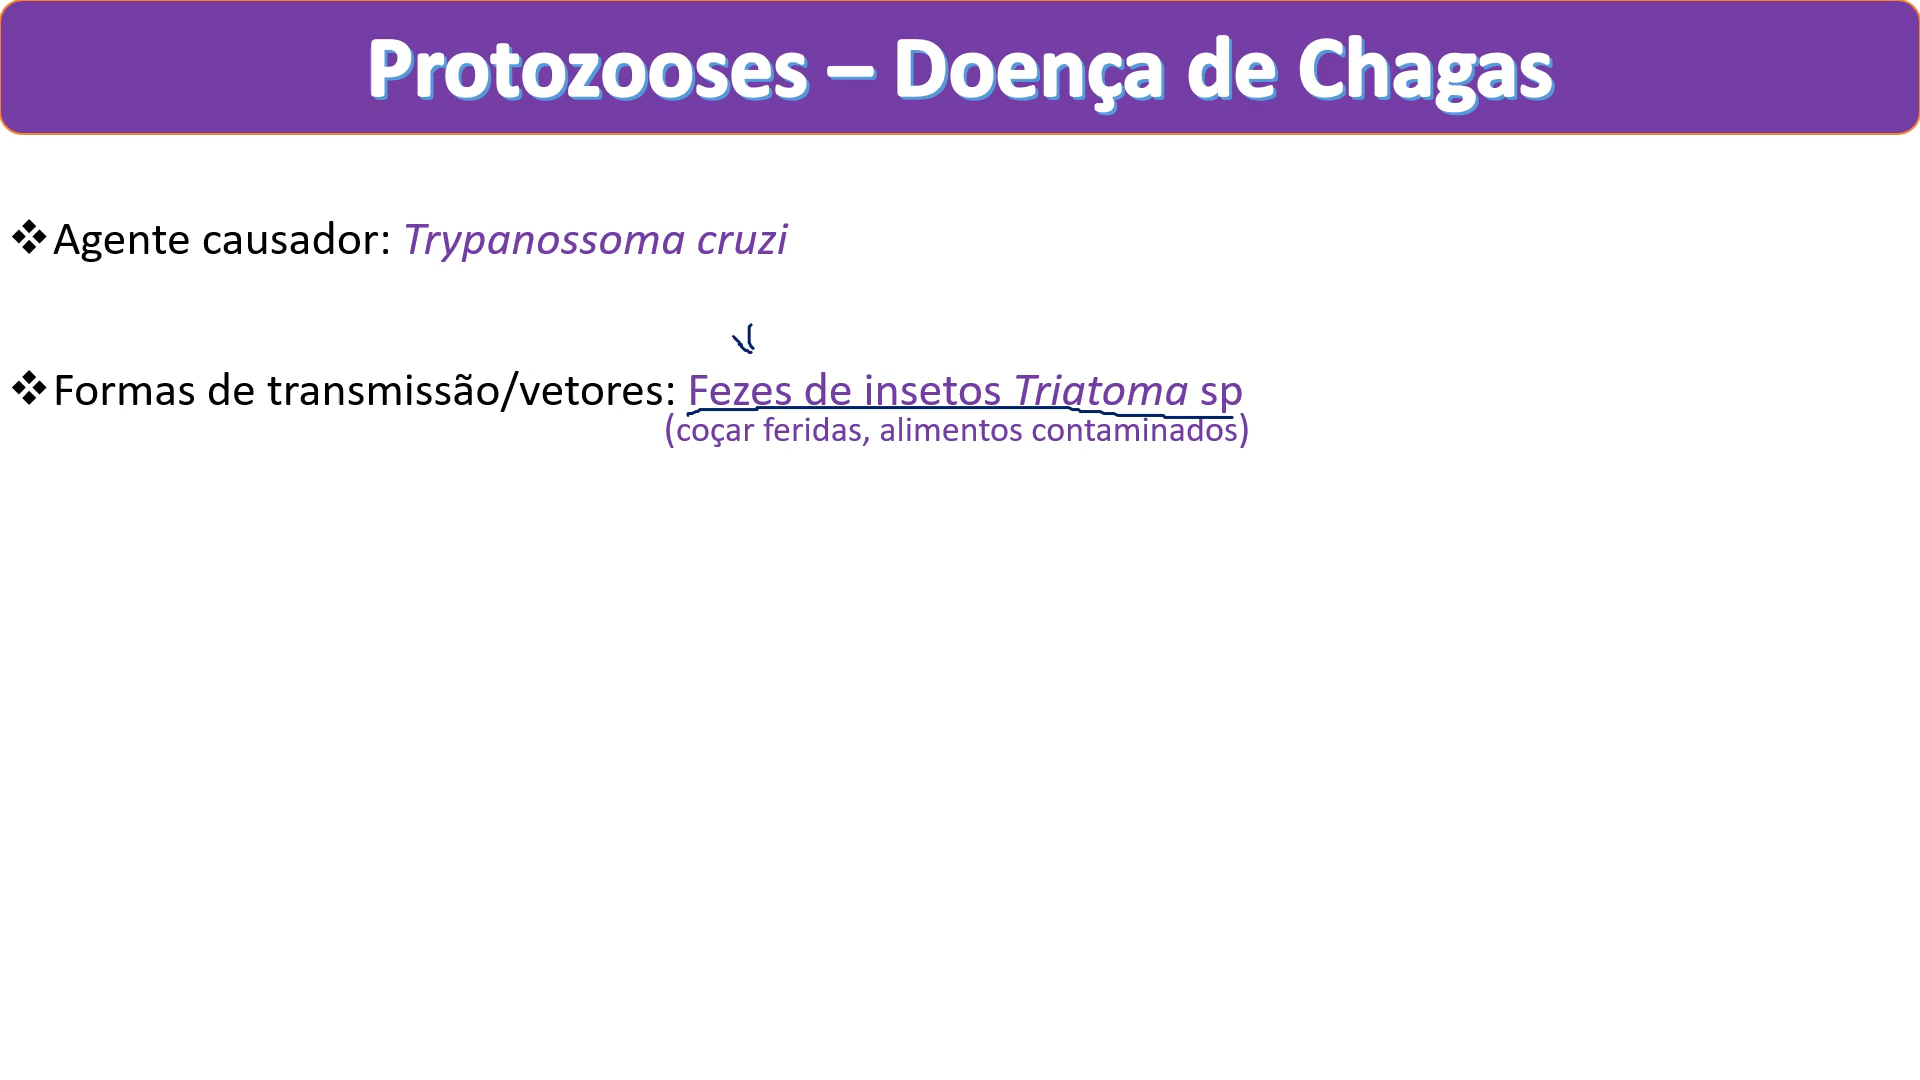 Protozooses – Doença de Chagas
❖Agente causador: Trypanossoma cruzi
❖Formas de transmissão/vetores: Fezes de insetos Triatoma sp
(coçar feridas, alimentos contaminados)